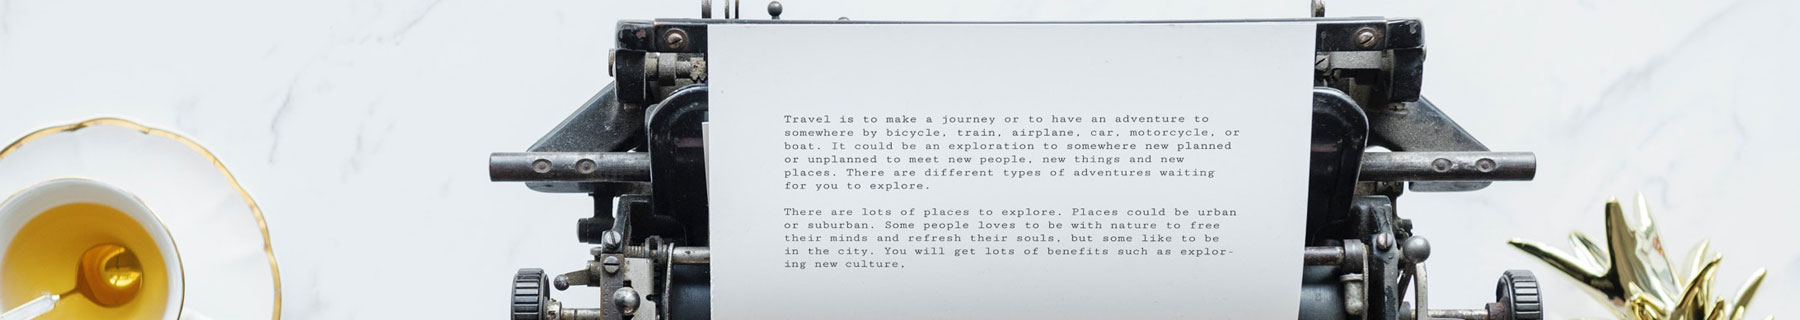 Travel is to make a journey or to have an adventure to
somewhere by bicycle, train, airplane, car, motorcycle, or
boat. It could be an exploration to somewhere new planned
or unplanned to meet new people, new things and new
places. There are different types of adventures waiting
for you to explore.
There are lots of places to explore. Places could be urban
or suburban. Some people loves to be with nature to free
their minds and refresh their souls, but some like to be
in the city. You will get lots of benefits such as explor-
ing new culture,